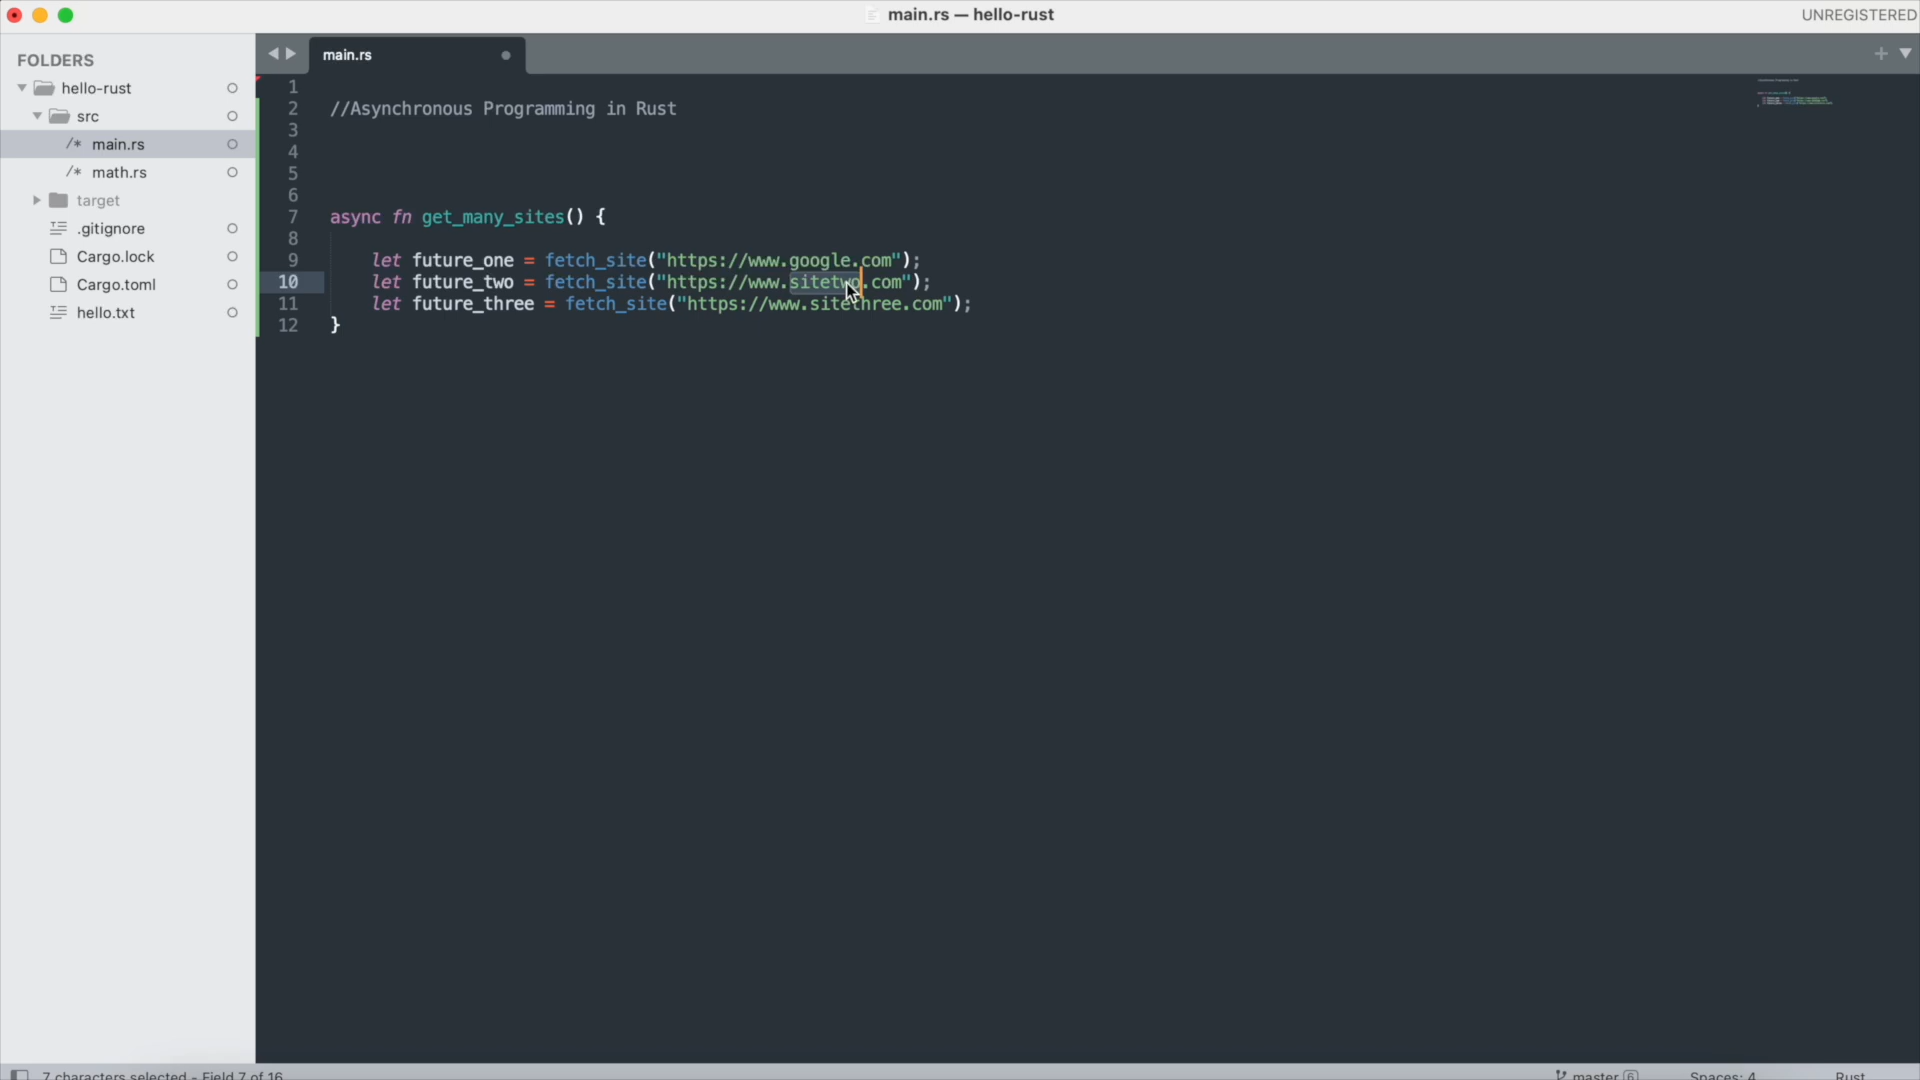 main.rs — hello-rust
UNREGISTERED
FOLDERS
hello-rust
src
/* main.rs
/* math.rs
target
.gitignore
Cargo.lock
Cargo.toml
hello.txt
main.rs
1
2 //Asynchronous Programming in Rust
3
4
5
6
7 async fn get_many_sites() {
8
9 let future_one = fetch_site("https://www.google.com");
10 let future_two = fetch_site("https://www.sitetwo.com");
11 let future_three = fetch_site("https://www.sitethree.com");
12 }
7 characters selected - Field 7 of 16
master 6
Spaces: 4
Rust